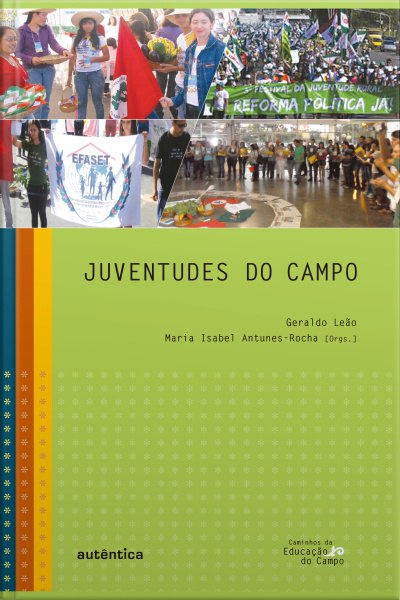 3º FESTIVAL DA JUVENTUDE RURAL
REFORMA POLÍTICA JÁ!
EFASET
JUVENTUDES DO CAMPO
Geraldo Leão
Maria Isabel Antunes-Rocha [Orgs.]
autêntica
Caminhos da
Educação
do Campo